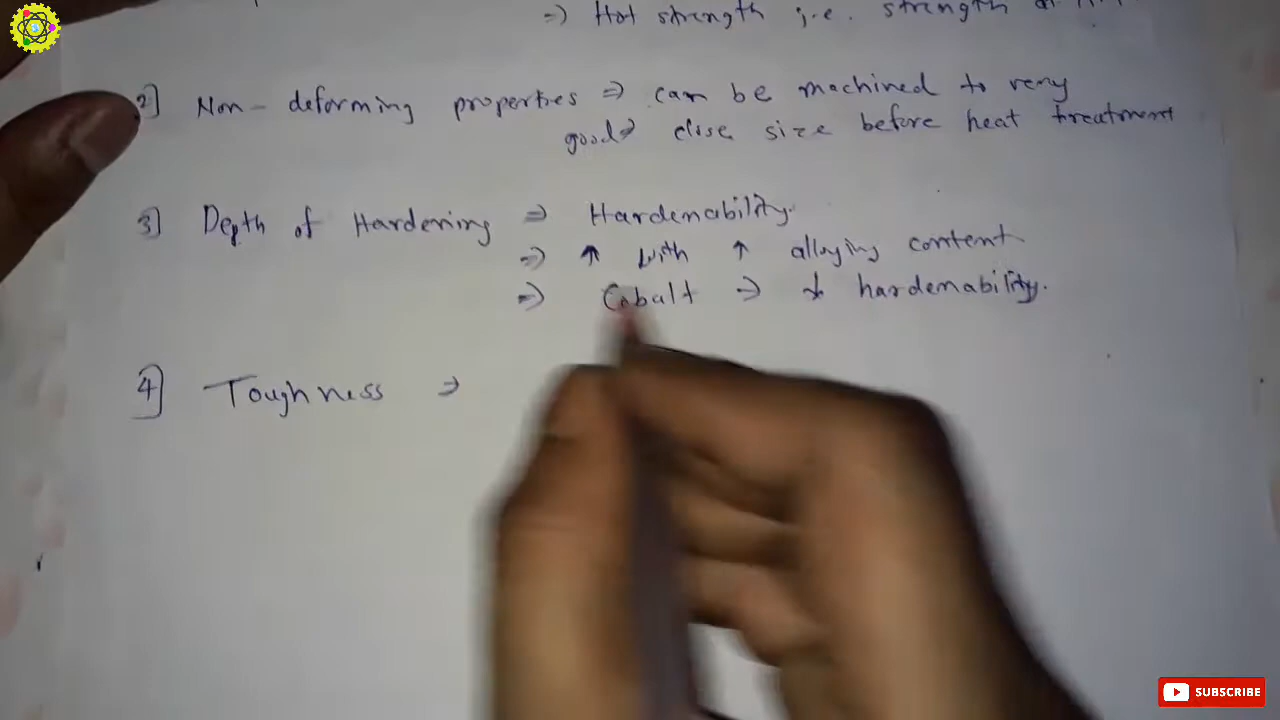 => Hot strength i.e. strength at
2] Non-deforming properties => can be machined to very
good close size before heat treatment
3] Depth of Hardening => Hardenability.
=> ↑ with ↑ alloying content
=> Cobalt → ↓ hardenability.
4] Toughness =>
SUBSCRIBE